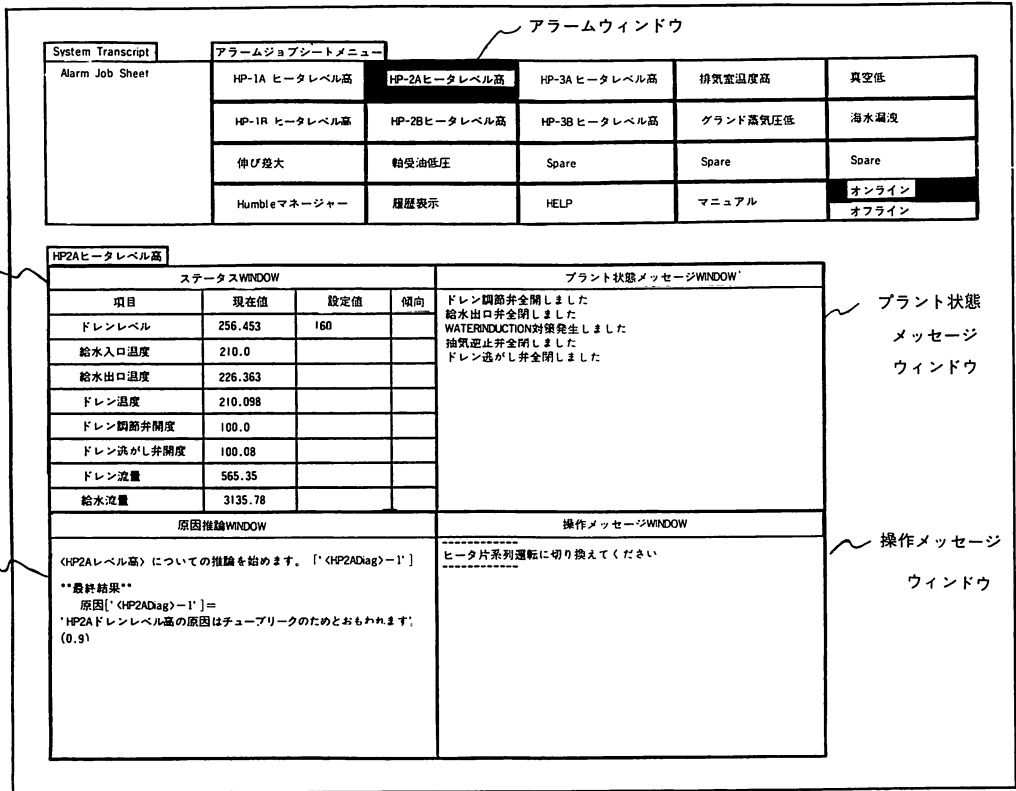 アラームウィンドウ
System Transcript
アラームジョブシートメニュー
Alarm Job Sheet
HP-1A ヒータレベル高 HP-2Aヒータレベル高 HP-3A ヒータレベル高 排気室温度高 真空低
HP-1B ヒータレベル高 HP-2Bヒータレベル高 HP-3B ヒータレベル高 グランド蒸気圧低 海水漏洩
伸び差大 軸受油低圧 Spare Spare Spare
Humbleマネージャー 履歴表示 HELP マニュアル オンライン
オフライン
HP2Aヒータレベル高
ステータスWINDOW
項目 現在値 設定値 傾向
ドレンレベル 256.453 160
給水入口温度 210.0
給水出口温度 226.363
ドレン温度 210.098
ドレン調節弁開度 100.0
ドレン逃がし弁開度 100.08
ドレン流量 565.35
給水流量 3135.78
プラント状態メッセージWINDOW
ドレン調節弁全開しました
給水出口弁全閉しました
WATERINDUCTION対策発生しました
抽気逆止弁全閉しました
ドレン逃がし弁全開しました
プラント状態
メッセージ
ウィンドウ
原因推論WINDOW
〈HP2Aレベル高〉についての推論を始めます。 ['〈HP2ADiag〉-1']
**最終結果**
原因['〈HP2ADiag〉-1']=
'HP2Aドレンレベル高の原因はチューブリークのためとおもわれます'.
(0.9)
操作メッセージWINDOW
------------
ヒータ片系列運転に切り換えてください
------------
操作メッセージ
ウィンドウ